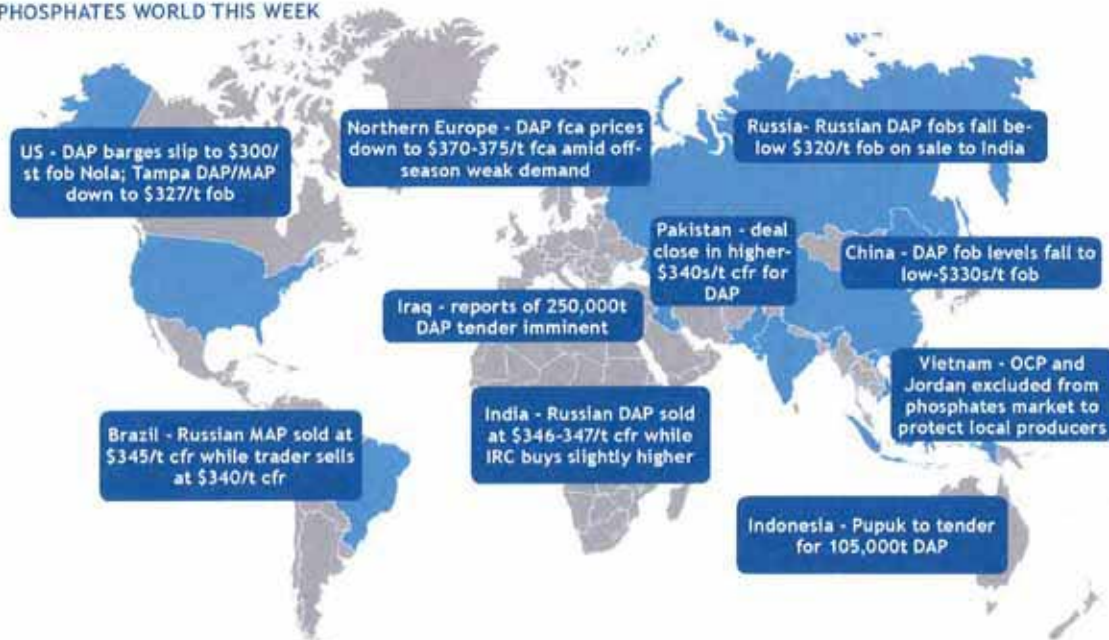 PHOSPHATES WORLD THIS WEEK
US - DAP barges slip to $300/
st fob Nola; Tampa DAP/MAP
down to $327/t fob
Northern Europe - DAP fca prices
down to $370-375/t fca amid off-
season weak demand
Russia- Russian DAP fobs fall be-
low $320/t fob on sale to India
Pakistan - deal
close in higher-
$340s/t cfr for
DAP
China - DAP fob levels fall to
low-$330s/t fob
Iraq - reports of 250,000t
DAP tender imminent
Vietnam - OCP and
Jordan excluded from
phosphates market to
protect local producers
India - Russian DAP sold
at $346-347/t cfr while
IRC buys slightly higher
Brazil - Russian MAP sold at
$345/t cfr while trader sells
at $340/t cfr
Indonesia - Pupuk to tender
for 105,000t DAP